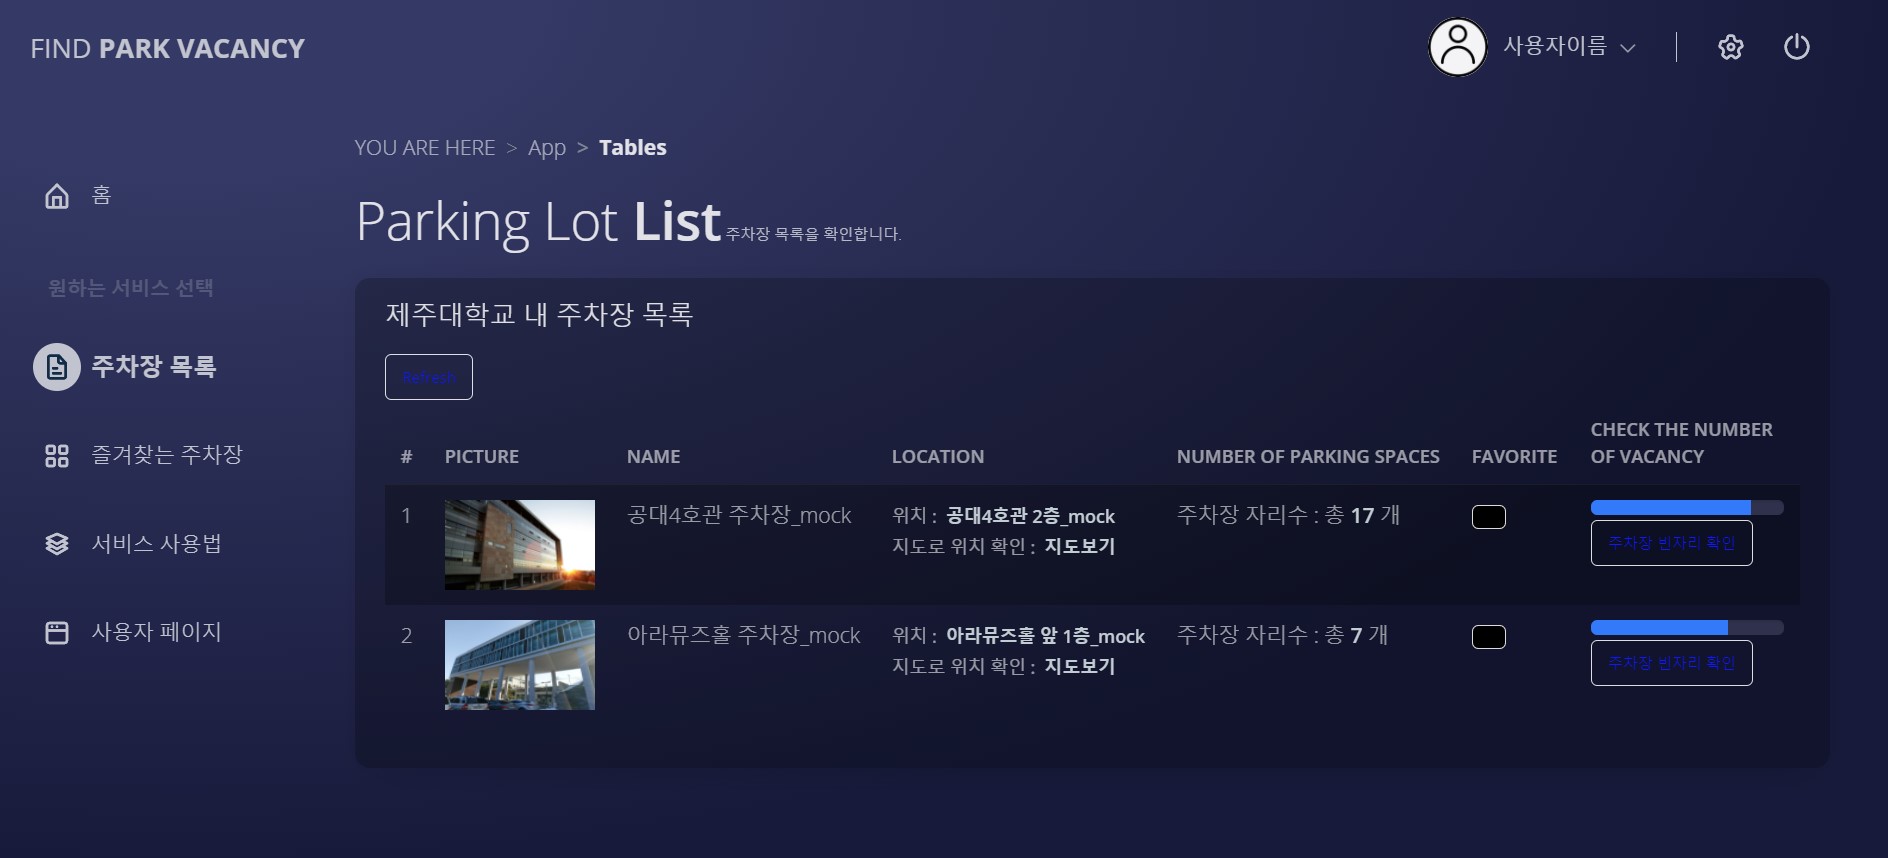 FIND PARK VACANCY
사용자이름
YOU ARE HERE > App > Tables
홈
Parking Lot List 주차장 목록을 확인합니다.
원하는 서비스 선택
제주대학교 내 주차장 목록
주차장 목록
Refresh
즐겨찾는 주차장
서비스 사용법
사용자 페이지
# PICTURE NAME LOCATION NUMBER OF PARKING SPACES FAVORITE CHECK THE NUMBER
OF VACANCY
1 공대4호관 주차장_mock 위치 : 공대4호관 2층_mock 주차장 자리수 : 총 17 개
지도로 위치 확인 : 지도보기
주차장 빈자리 확인
2 아라뮤즈홀 주차장_mock 위치 : 아라뮤즈홀 앞 1층_mock 주차장 자리수 : 총 7 개
지도로 위치 확인 : 지도보기
주차장 빈자리 확인